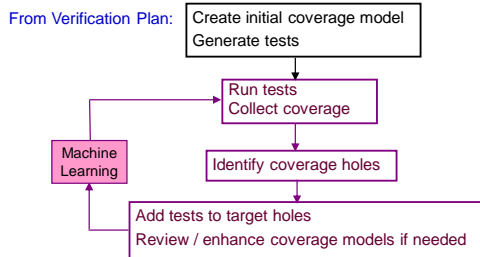 From Verification Plan:
Create initial coverage model
Generate tests
Run tests
Collect coverage
Machine
Learning
Identify coverage holes
Add tests to target holes
Review / enhance coverage models if needed